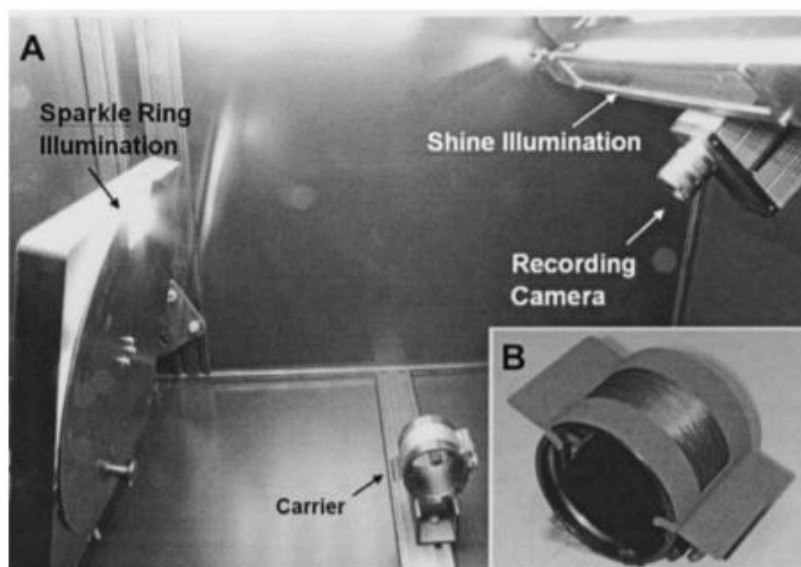 A
Sparkle Ring
Illumination
Shine Illumination
Recording
Camera
B
Carrier